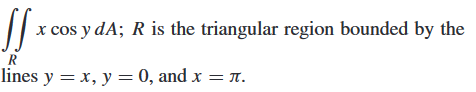 ∬ x cos y dA; R is the triangular region bounded by the
R
lines y = x, y = 0, and x = π.